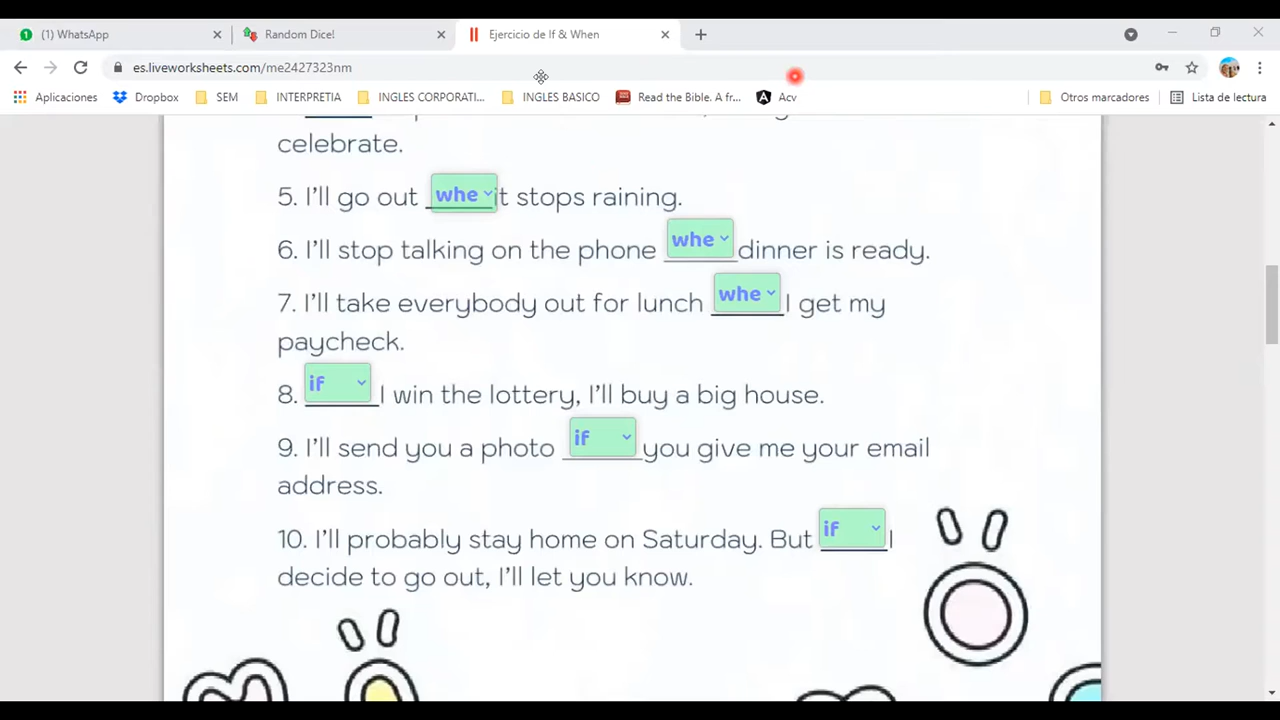 (1) WhatsApp
Random Dice!
Ejercicio de If & When
es.liveworksheets.com/me2427323nm
Aplicaciones
Dropbox
SEM
INTERPRETIA
INGLES CORPORATI...
INGLES BASICO
Read the Bible. A fr...
Acv
Otros marcadores
Lista de lectura
celebrate.
5. I'll go out whe it stops raining.
6. I'll stop talking on the phone whe dinner is ready.
7. I'll take everybody out for lunch whe I get my
paycheck.
8. if I win the lottery, I'll buy a big house.
9. I'll send you a photo if you give me your email
address.
10. I'll probably stay home on Saturday. But if I
decide to go out, I'll let you know.